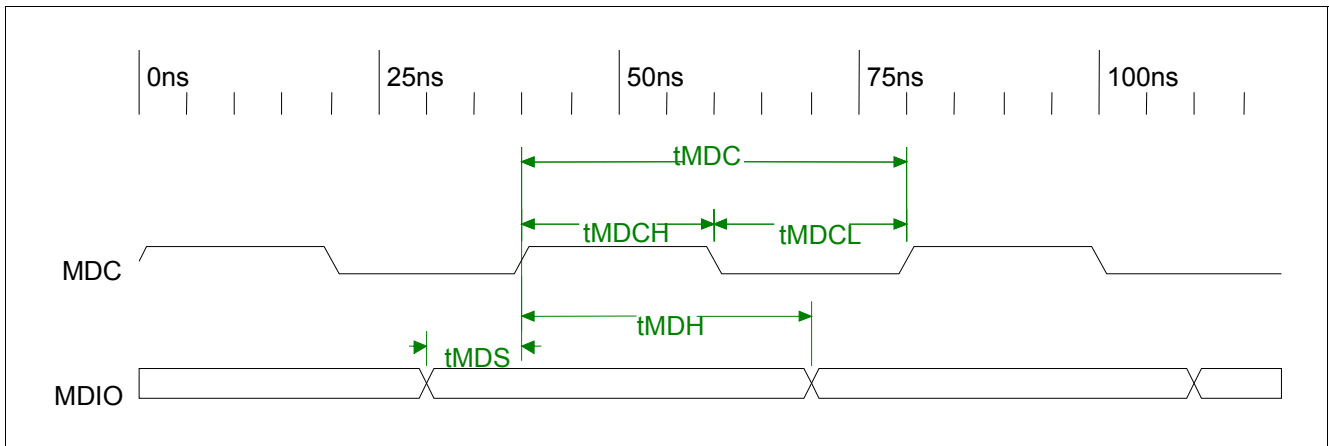 0ns 25ns 50ns 75ns 100ns
tMDC
tMDCH tMDCL
MDC
tMDH
tMDS
MDIO